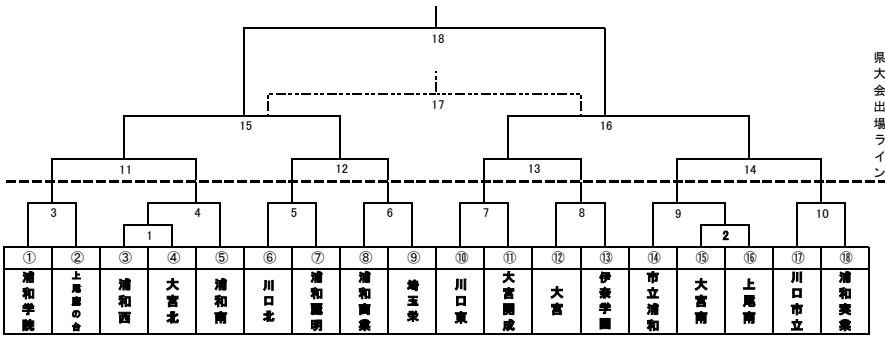 18
県大会出場ライン
17
15
16
11
12
13
14
3
4
5
6
7
8
9
10
1
2
①
②
③
④
⑤
⑥
⑦
⑧
⑨
⑩
⑪
⑫
⑬
⑭
⑮
⑯
⑰
⑱
浦和学院
上尾鷹の台
浦和西
大宮北
浦和南
川口北
浦和麗明
浦和商業
埼玉栄
川口東
大宮開成
大宮
伊奈学園
市立浦和
大宮南
上尾南
川口市立
浦和実業